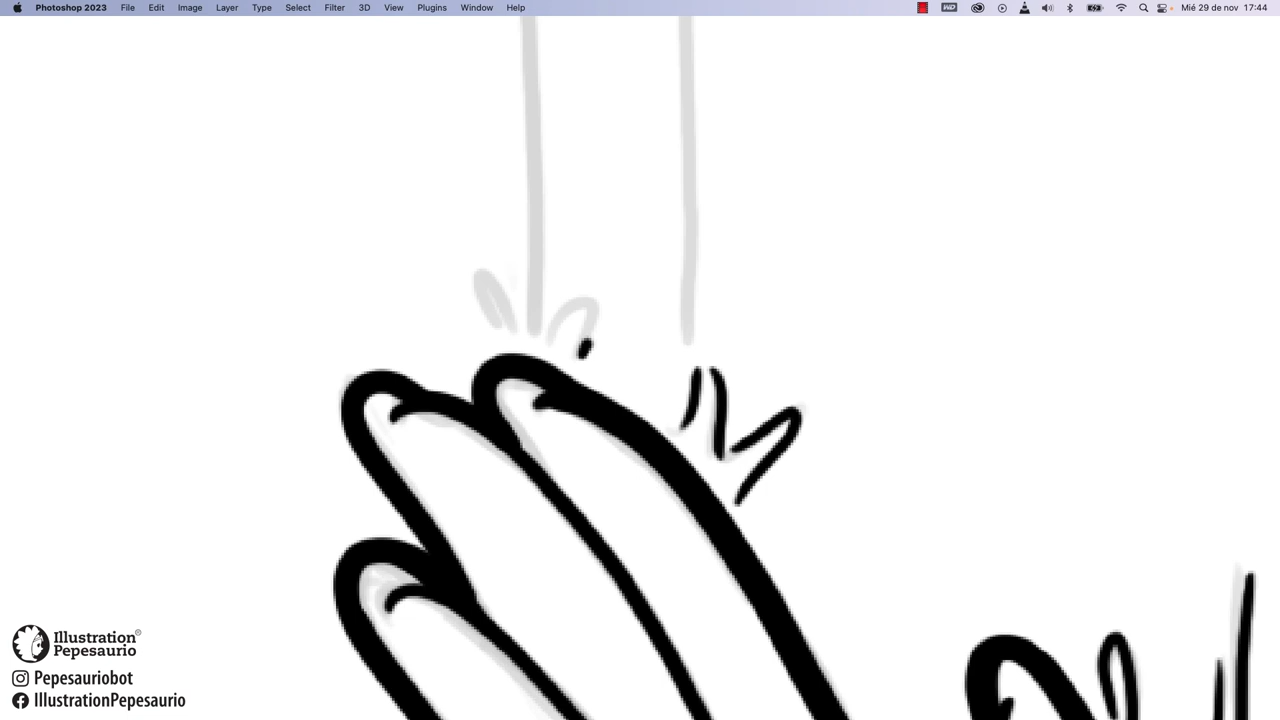 Photoshop 2023 File Edit Image Layer Type Select Filter 3D View Plugins Window Help WD Mié 29 de nov 17:44
Illustration®
Pepesaurio
Pepesauriobot
IllustrationPepesaurio